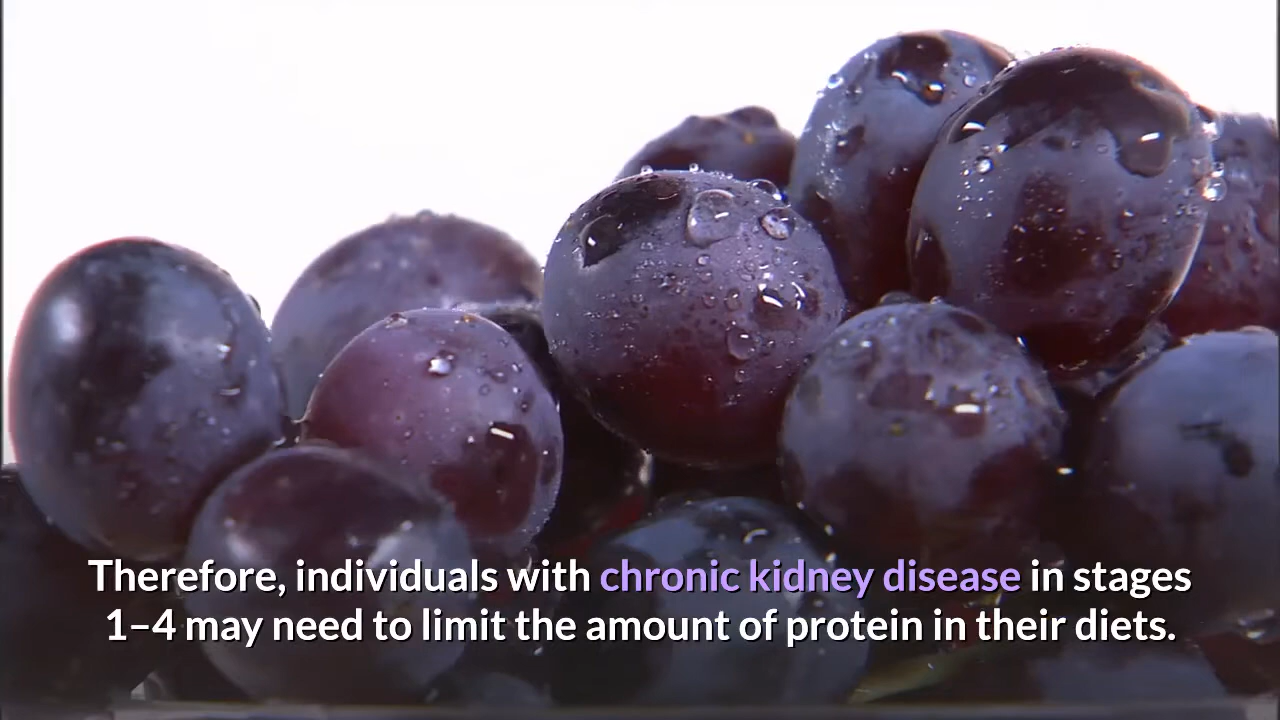 Therefore, individuals with chronic kidney disease in stages
1–4 may need to limit the amount of protein in their diets.